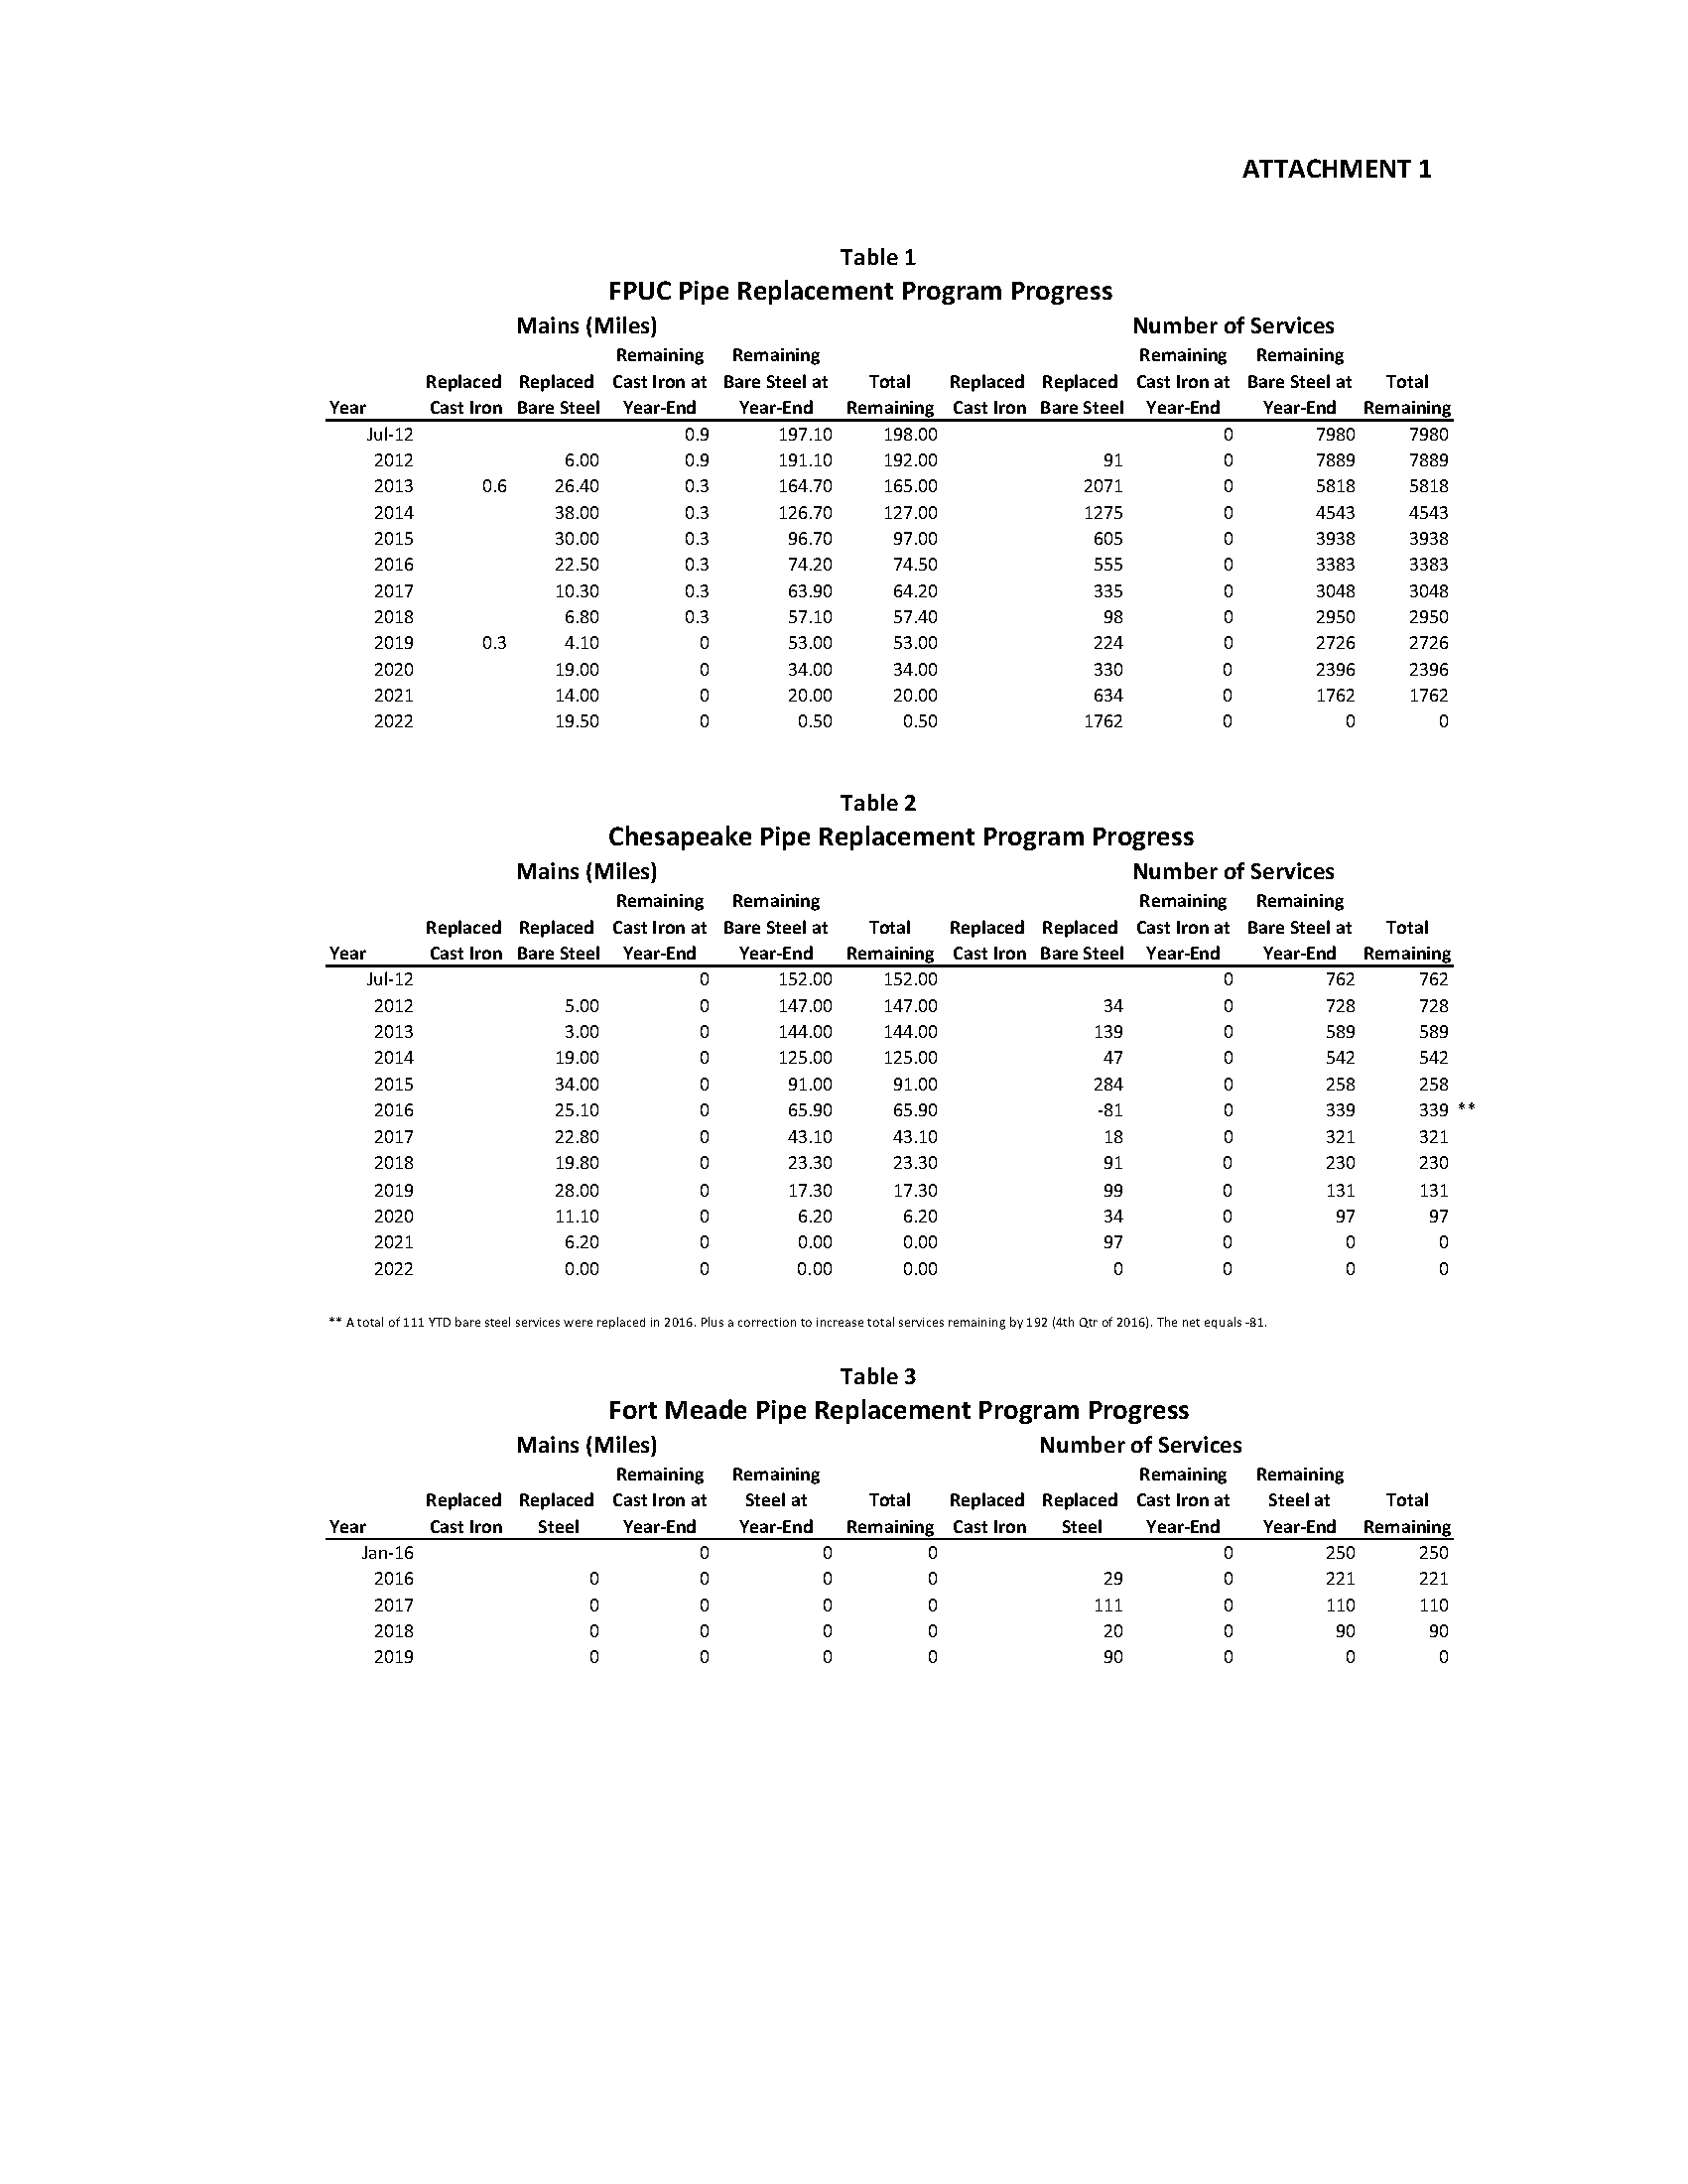 ATTACHMENT 1
Table 1
FPUC Pipe Replacement Program Progress
Mains (Miles) Number of Services
Remaining Remaining Remaining Remaining
Replaced Replaced Cast Iron at Bare Steel at Total Replaced Replaced Cast Iron at Bare Steel at Total
Year Cast Iron Bare Steel Year-End Year-End Remaining Cast Iron Bare Steel Year-End Year-End Remaining
Jul-12 0.9 197.10 198.00 0 7980 7980
2012 6.00 0.9 191.10 192.00 91 0 7889 7889
2013 0.6 26.40 0.3 164.70 165.00 2071 0 5818 5818
2014 38.00 0.3 126.70 127.00 1275 0 4543 4543
2015 30.00 0.3 96.70 97.00 605 0 3938 3938
2016 22.50 0.3 74.20 74.50 555 0 3383 3383
2017 10.30 0.3 63.90 64.20 335 0 3048 3048
2018 6.80 0.3 57.10 57.40 98 0 2950 2950
2019 0.3 4.10 0 53.00 53.00 224 0 2726 2726
2020 19.00 0 34.00 34.00 330 0 2396 2396
2021 14.00 0 20.00 20.00 634 0 1762 1762
2022 19.50 0 0.50 0.50 1762 0 0 0
Table 2
Chesapeake Pipe Replacement Program Progress
Mains (Miles) Number of Services
Remaining Remaining Remaining Remaining
Replaced Replaced Cast Iron at Bare Steel at Total Replaced Replaced Cast Iron at Bare Steel at Total
Year Cast Iron Bare Steel Year-End Year-End Remaining Cast Iron Bare Steel Year-End Year-End Remaining
Jul-12 0 152.00 152.00 0 762 762
2012 5.00 0 147.00 147.00 34 0 728 728
2013 3.00 0 144.00 144.00 139 0 589 589
2014 19.00 0 125.00 125.00 47 0 542 542
2015 34.00 0 91.00 91.00 284 0 258 258
2016 25.10 0 65.90 65.90 -81 0 339 339 **
2017 22.80 0 43.10 43.10 18 0 321 321
2018 19.80 0 23.30 23.30 91 0 230 230
2019 28.00 0 17.30 17.30 99 0 131 131
2020 11.10 0 6.20 6.20 34 0 97 97
2021 6.20 0 0.00 0.00 97 0 0 0
2022 0.00 0 0.00 0.00 0 0 0 0
** A total of 111 YTD bare steel services were replaced in 2016. Plus a correction to increase total services remaining by 192 (4th Qtr of 2016). The net equals -81.
Table 3
Fort Meade Pipe Replacement Program Progress
Mains (Miles) Number of Services
Remaining Remaining Remaining Remaining
Replaced Replaced Cast Iron at Steel at Total Replaced Replaced Cast Iron at Steel at Total
Year Cast Iron Steel Year-End Year-End Remaining Cast Iron Steel Year-End Year-End Remaining
Jan-16 0 0 0 0 250 250
2016 0 0 0 0 29 0 221 221
2017 0 0 0 0 111 0 110 110
2018 0 0 0 0 20 0 90 90
2019 0 0 0 0 90 0 0 0